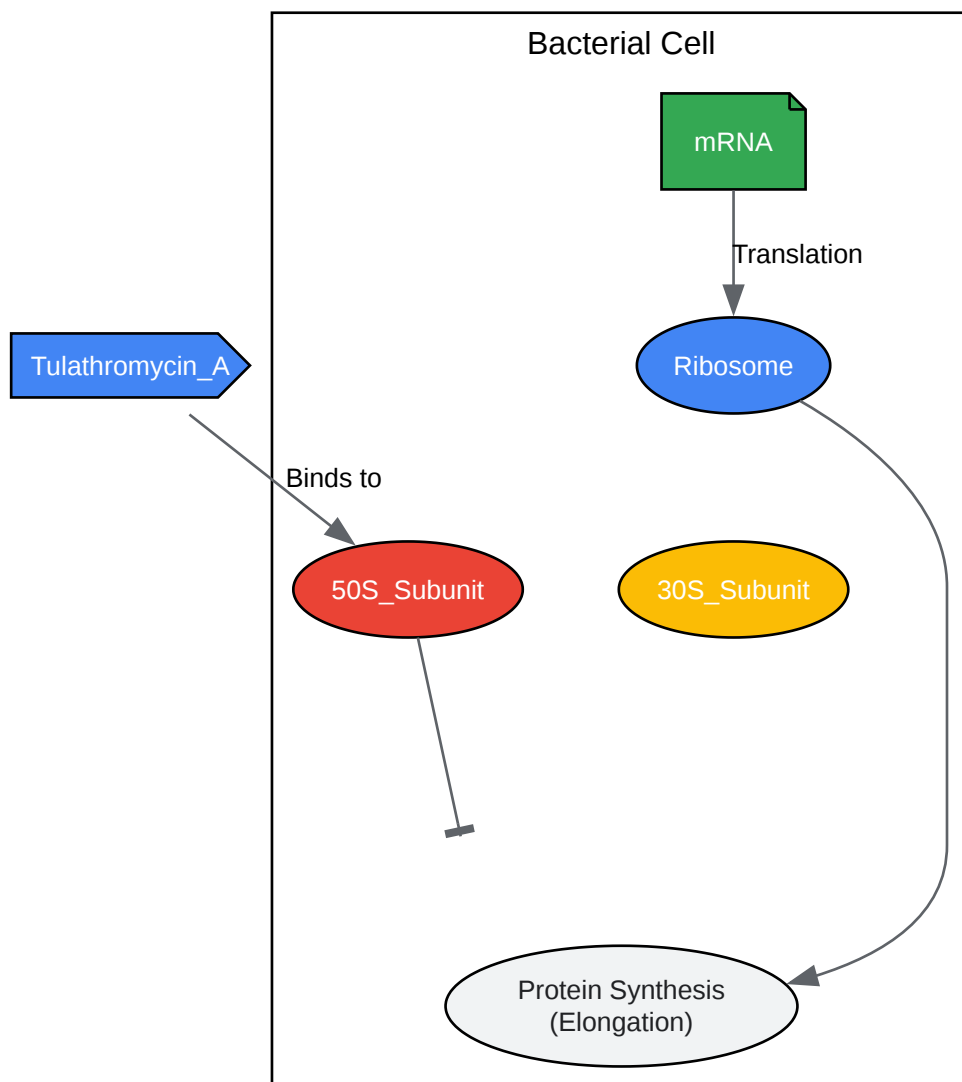 Bacterial Cell
mRNA
Translation
Tulathromycin_A
Ribosome
Binds to
50S_Subunit
30S_Subunit
Protein Synthesis
(Elongation)